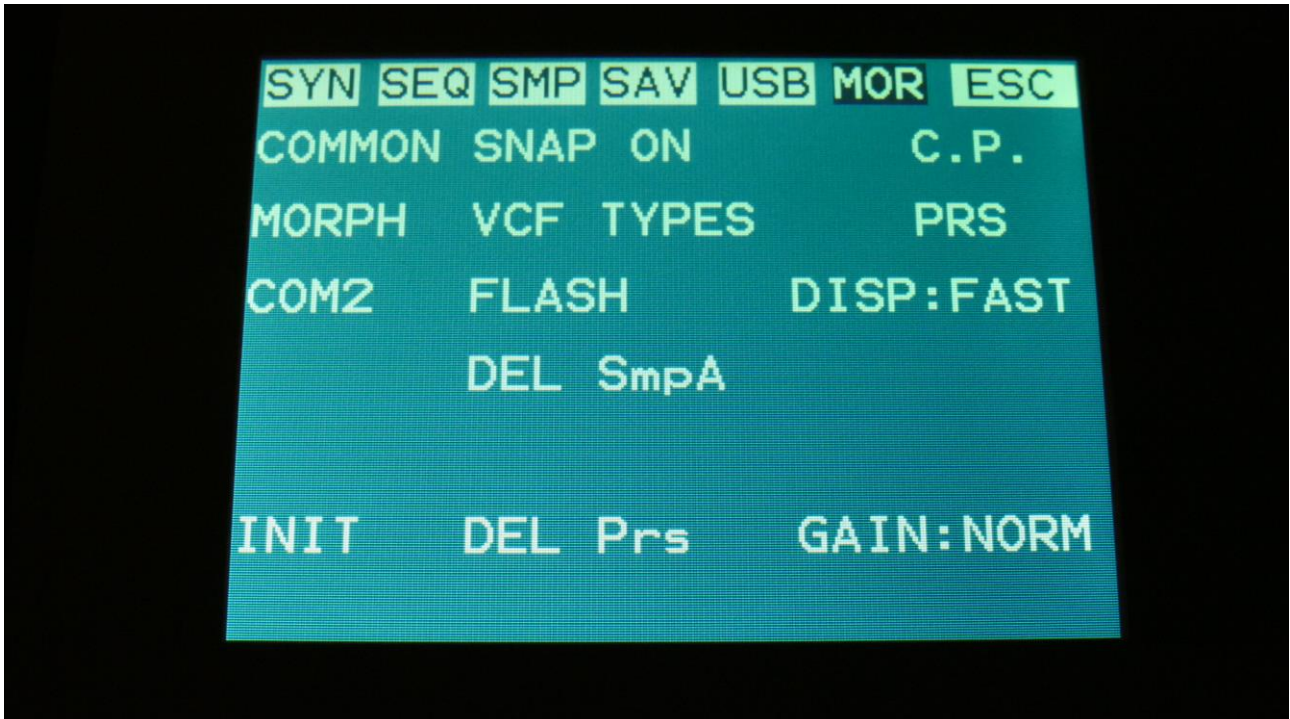 SYN SEQ SMP SAV USB MOR ESC
COMMON SNAP ON C.P.
MORPH VCF TYPES PRS
COM2 FLASH DISP:FAST
DEL SmpA
INIT DEL Prs GAIN:NORM